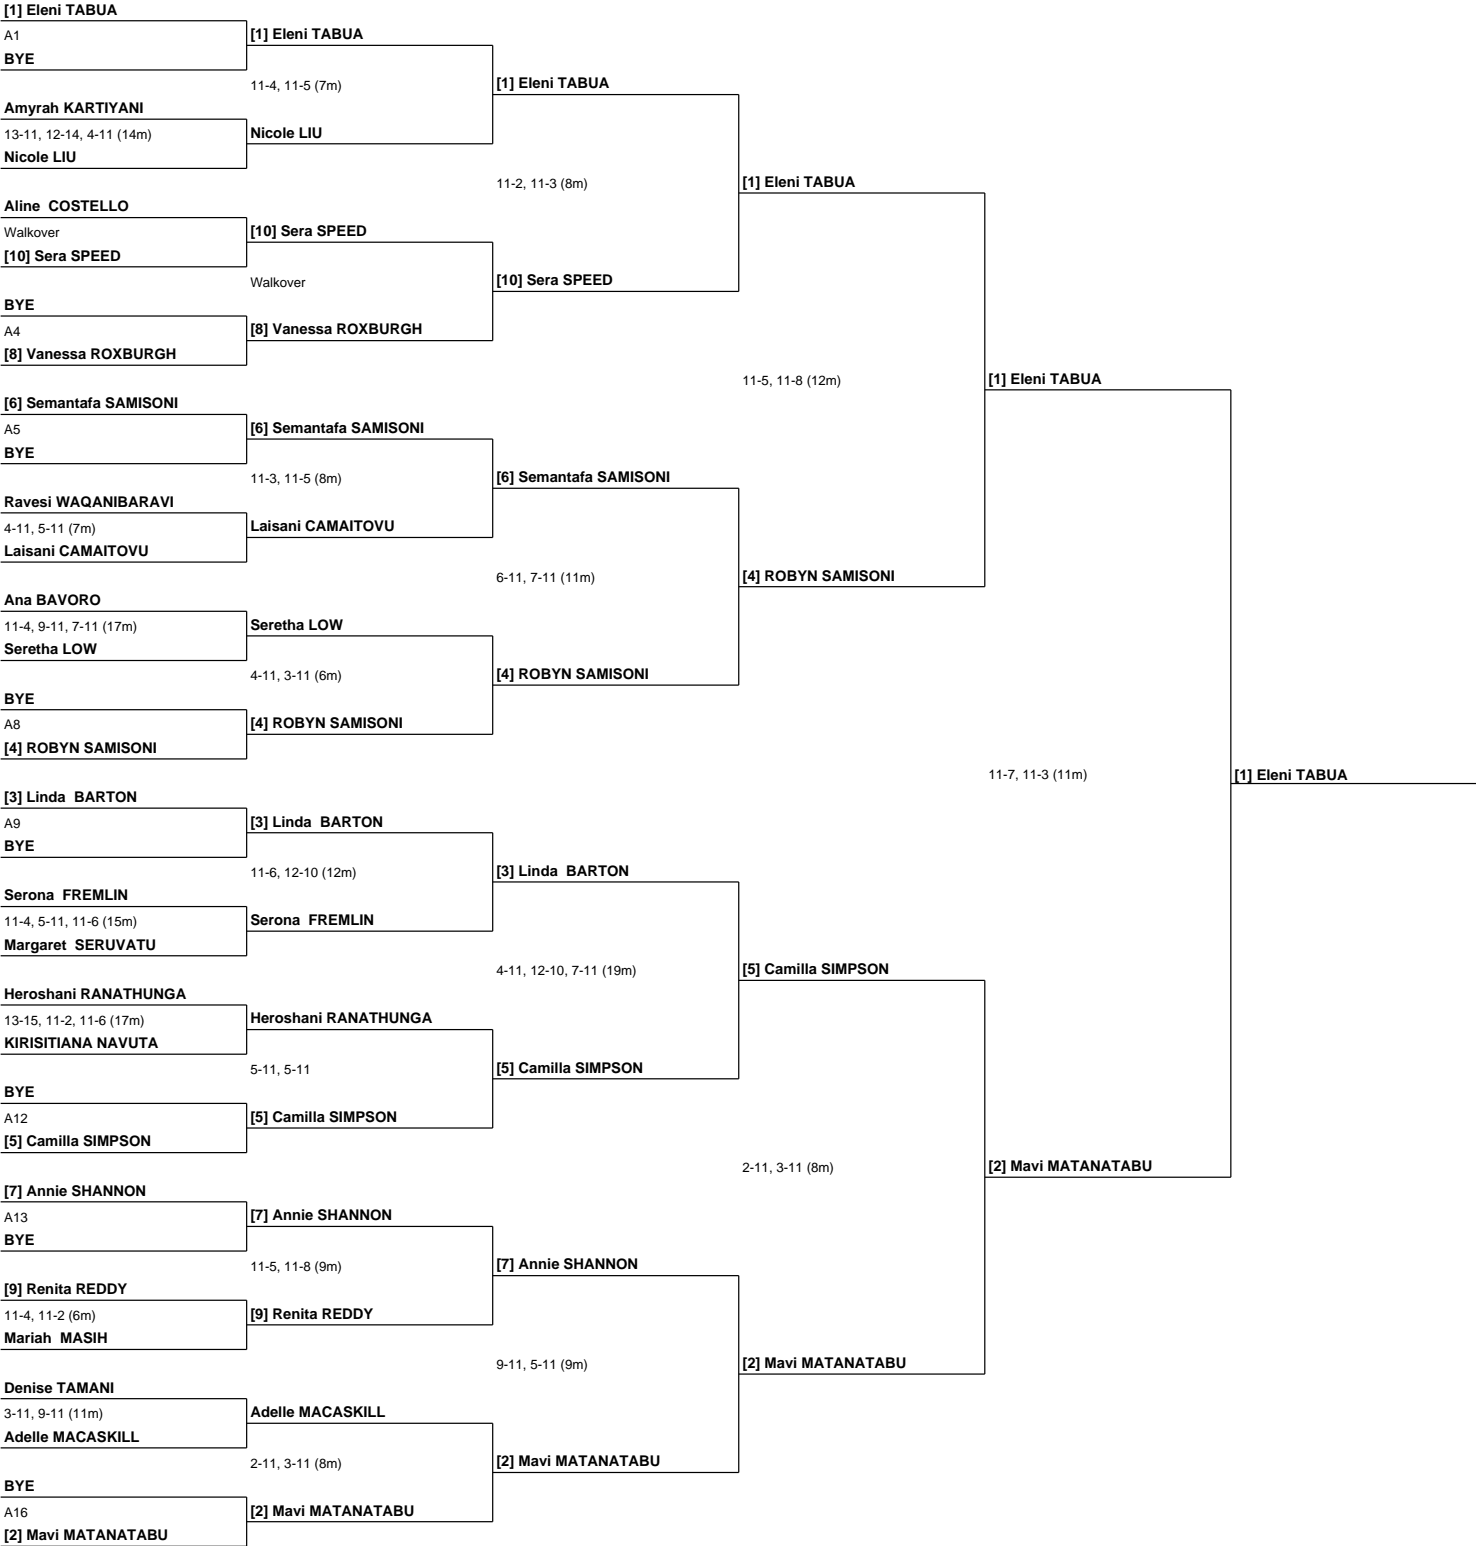 [1] Eleni TABUA
A1
BYE
Amyrah KARTIYANI
13-11, 12-14, 4-11 (14m)
Nicole LIU
Aline  COSTELLO
Walkover
[10] Sera SPEED
BYE
A4
[8] Vanessa ROXBURGH
[6] Semantafa SAMISONI
A5
BYE
Ravesi WAQANIBARAVI
4-11, 5-11 (7m)
Laisani CAMAITOVU
Ana BAVORO
11-4, 9-11, 7-11 (17m)
Seretha LOW
BYE
A8
[4] ROBYN SAMISONI
[3] Linda  BARTON
A9
BYE
Serona  FREMLIN
11-4, 5-11, 11-6 (15m)
Margaret  SERUVATU
Heroshani RANATHUNGA
13-15, 11-2, 11-6 (17m)
KIRISITIANA NAVUTA
BYE
A12
[5] Camilla SIMPSON
[7] Annie SHANNON
A13
BYE
[9] Renita REDDY
11-4, 11-2 (6m)
Mariah  MASIH
Denise TAMANI
3-11, 9-11 (11m)
Adelle MACASKILL
BYE
A16
[2] Mavi MATANATABU
[1] Eleni TABUA
11-4, 11-5 (7m)
Nicole LIU
[10] Sera SPEED
Walkover
[8] Vanessa ROXBURGH
[6] Semantafa SAMISONI
11-3, 11-5 (8m)
Laisani CAMAITOVU
Seretha LOW
4-11, 3-11 (6m)
[4] ROBYN SAMISONI
[3] Linda  BARTON
11-6, 12-10 (12m)
Serona  FREMLIN
Heroshani RANATHUNGA
5-11, 5-11
[5] Camilla SIMPSON
[7] Annie SHANNON
11-5, 11-8 (9m)
[9] Renita REDDY
Adelle MACASKILL
2-11, 3-11 (8m)
[2] Mavi MATANATABU
[1] Eleni TABUA
11-2, 11-3 (8m)
[10] Sera SPEED
[6] Semantafa SAMISONI
6-11, 7-11 (11m)
[4] ROBYN SAMISONI
[3] Linda  BARTON
4-11, 12-10, 7-11 (19m)
[5] Camilla SIMPSON
[7] Annie SHANNON
9-11, 5-11 (9m)
[2] Mavi MATANATABU
[1] Eleni TABUA
11-5, 11-8 (12m)
[4] ROBYN SAMISONI
[5] Camilla SIMPSON
2-11, 3-11 (8m)
[2] Mavi MATANATABU
[1] Eleni TABUA
11-7, 11-3 (11m)
[2] Mavi MATANATABU
[1] Eleni TABUA